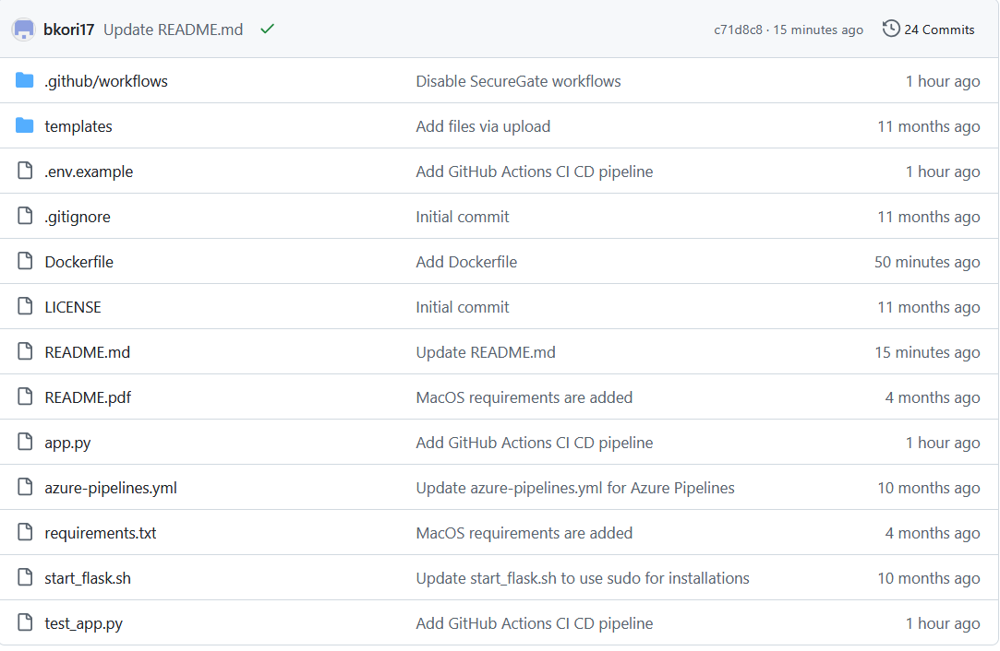 bkori17 Update README.md c71d8c8 · 15 minutes ago 24 Commits
.github/workflows Disable SecureGate workflows 1 hour ago
templates Add files via upload 11 months ago
.env.example Add GitHub Actions CI CD pipeline 1 hour ago
.gitignore Initial commit 11 months ago
Dockerfile Add Dockerfile 50 minutes ago
LICENSE Initial commit 11 months ago
README.md Update README.md 15 minutes ago
README.pdf MacOS requirements are added 4 months ago
app.py Add GitHub Actions CI CD pipeline 1 hour ago
azure-pipelines.yml Update azure-pipelines.yml for Azure Pipelines 10 months ago
requirements.txt MacOS requirements are added 4 months ago
start_flask.sh Update start_flask.sh to use sudo for installations 10 months ago
test_app.py Add GitHub Actions CI CD pipeline 1 hour ago